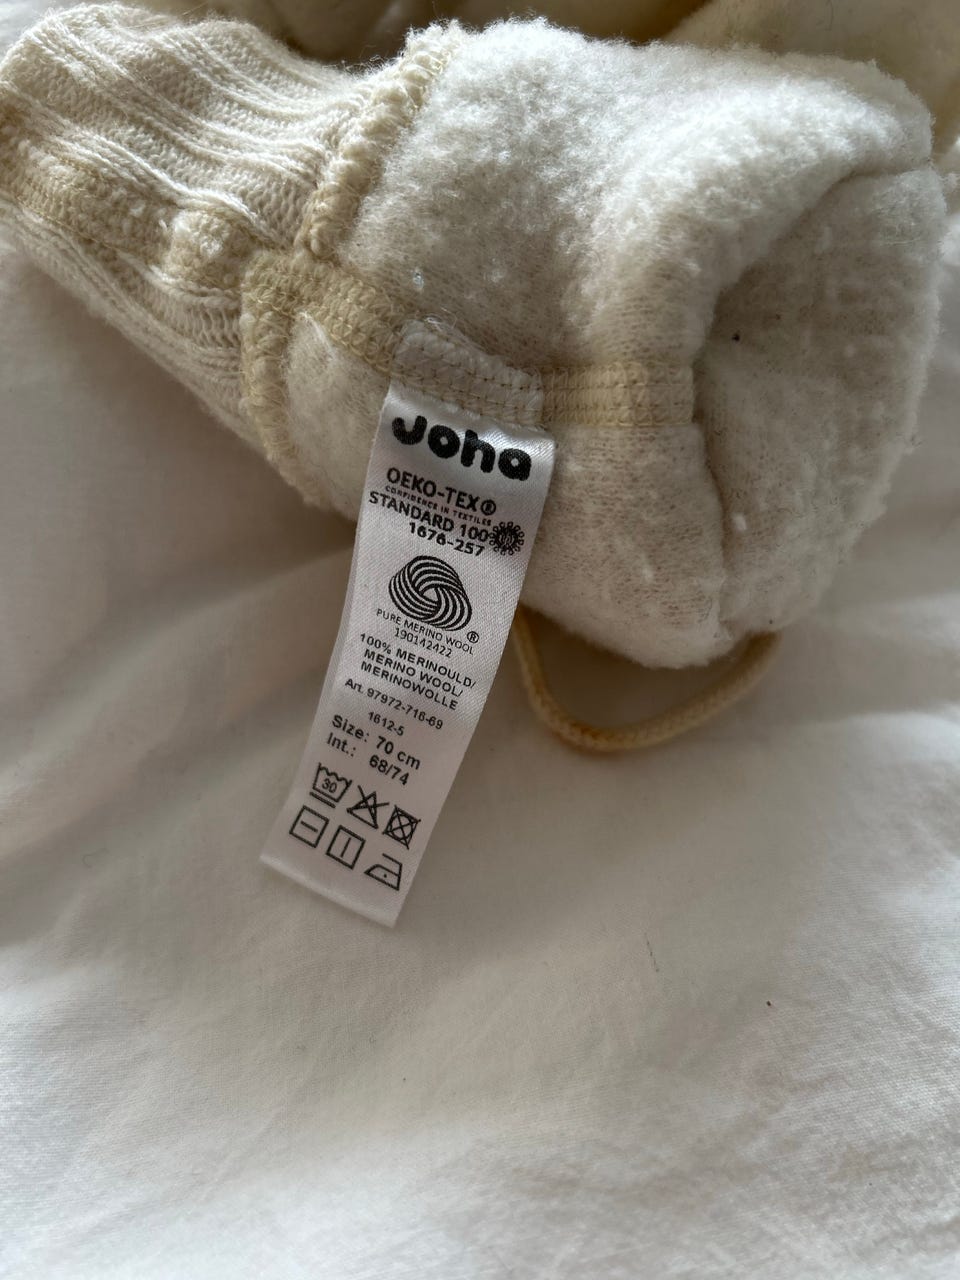 Joha
OEKO-TEX®
CONFIDENCE IN TEXTILES
STANDARD 100
1676-257
PURE MERINO WOOL ®
190142422
100% MERINOULD/
MERINO WOOL/
MERINOWOLLE
Art. 97972-716-69
1612-5
Size: 70 cm
Int.: 68/74
30